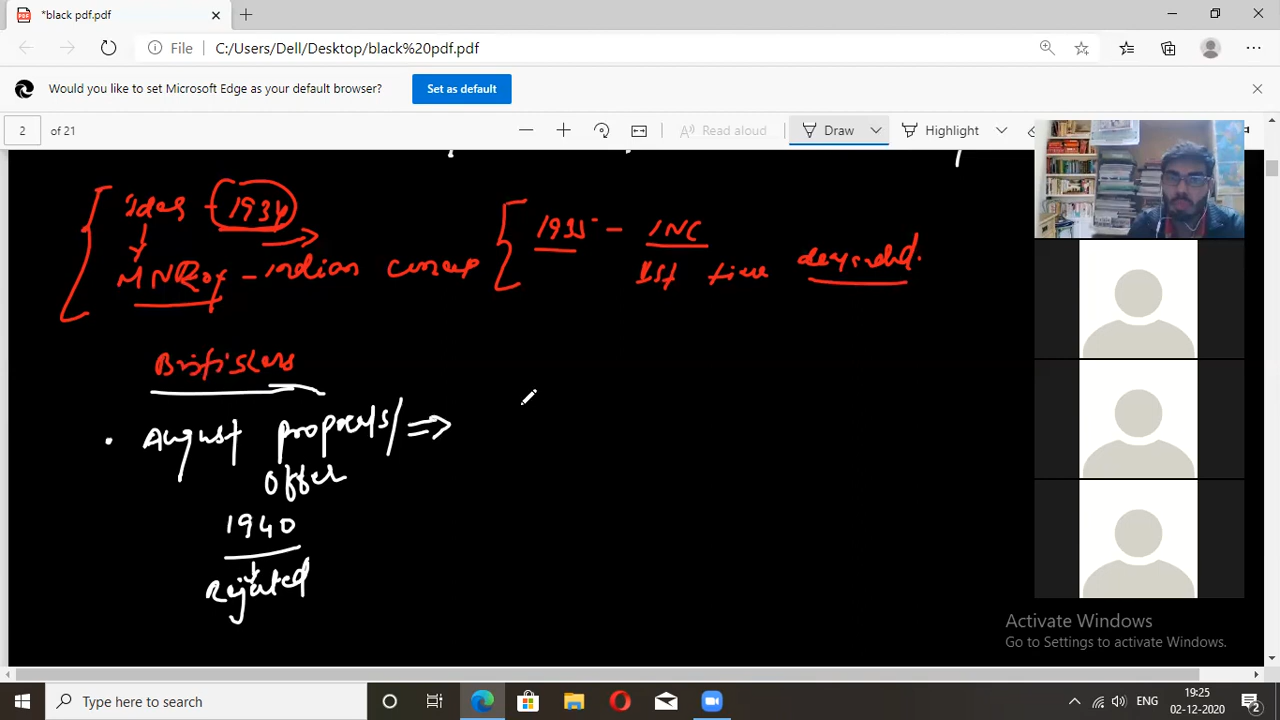 *black pdf.pdf
File C:/Users/Dell/Desktop/black%20pdf.pdf
Would you like to set Microsoft Edge as your default browser? Set as default
2 of 21 Read aloud Draw Highlight
Idea - 1934 1935 - INC
MN Roy - Indian concep 1st time demanded.
Britishers
• August proposals/ ⇒
offer
1940
Rejected
Activate Windows
Go to Settings to activate Windows.
Type here to search ENG 19:25
02-12-2020 2